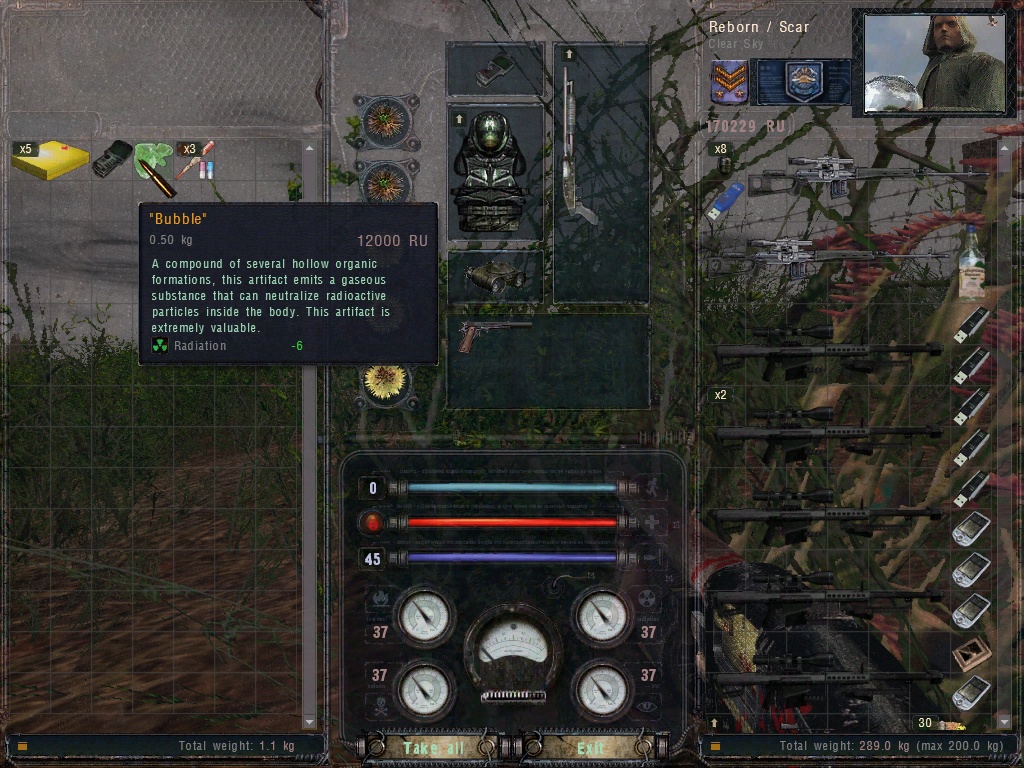 Reborn / Scar
Clear Sky
170229 RU
x5
x3
x8
"Bubble"
0.50 kg
12000 RU
A compound of several hollow organic
formations, this artifact emits a gaseous
substance that can neutralize radioactive
particles inside the body. This artifact is
extremely valuable.
Radiation -6
x2
0
45
37
37
37
37
30
Total weight: 1.1 kg
Take all
Exit
Total weight: 289.0 kg (max 200.0 kg)